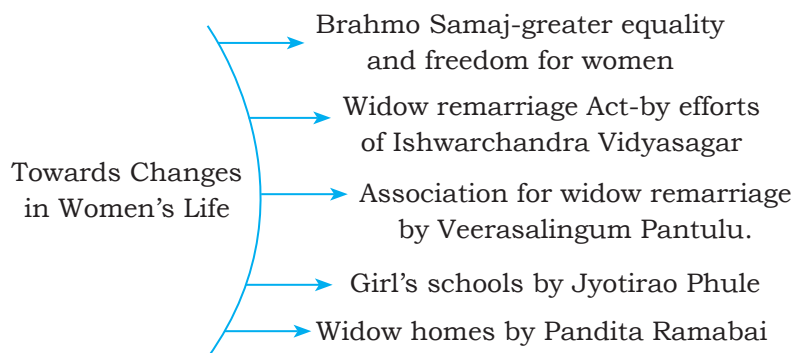 Brahmo Samaj-greater equality
and freedom for women
Widow remarriage Act-by efforts
of Ishwarchandra Vidyasagar
Towards Changes
in Women's Life
Association for widow remarriage
by Veerasalingum Pantulu.
Girl's schools by Jyotirao Phule
Widow homes by Pandita Ramabai